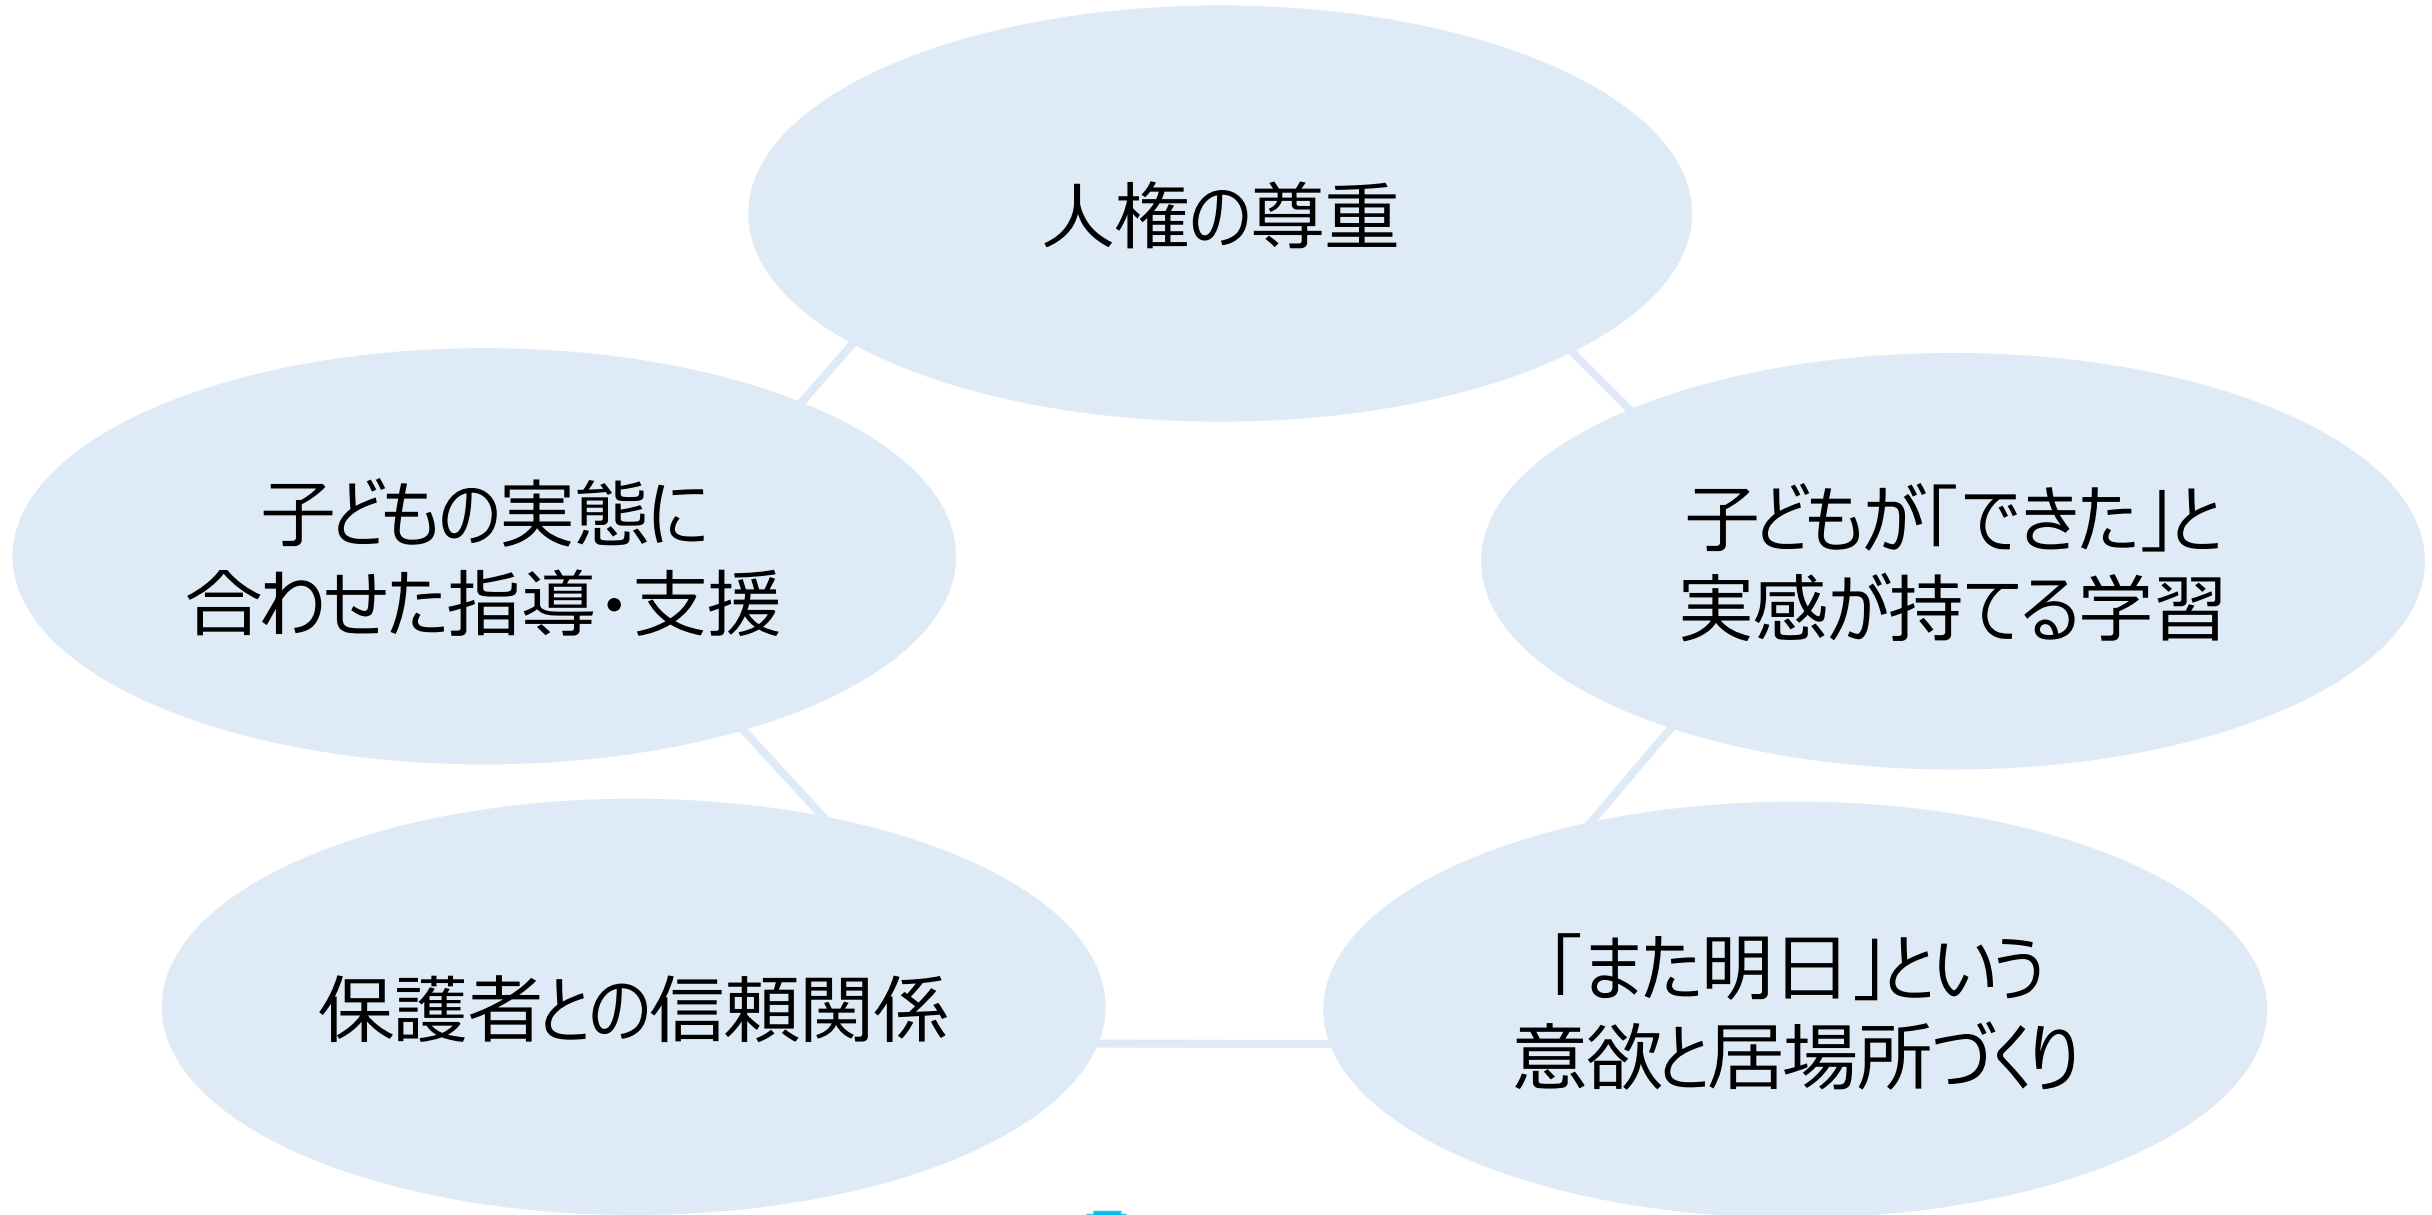 人権の尊重
子どもの実態に
合わせた指導・支援
子どもが「できた」と
実感が持てる学習
保護者との信頼関係
「また明日」という
意欲と居場所づくり